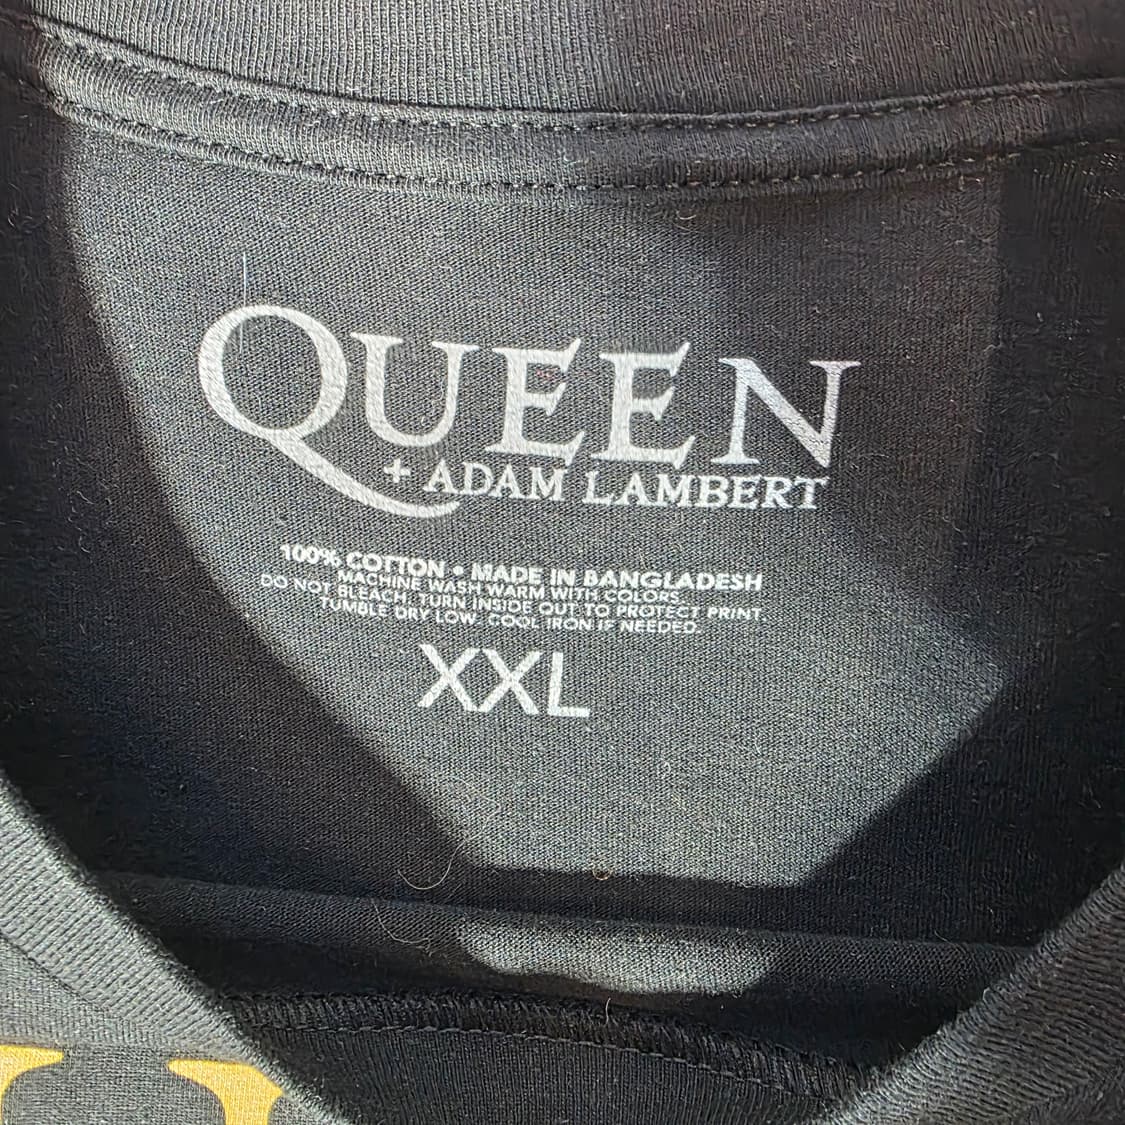 QUEEN
+ ADAM LAMBERT
100% COTTON • MADE IN BANGLADESH
MACHINE WASH WARM WITH COLORS.
DO NOT BLEACH. TURN INSIDE OUT TO PROTECT PRINT.
TUMBLE DRY LOW. COOL IRON IF NEEDED.
XXL